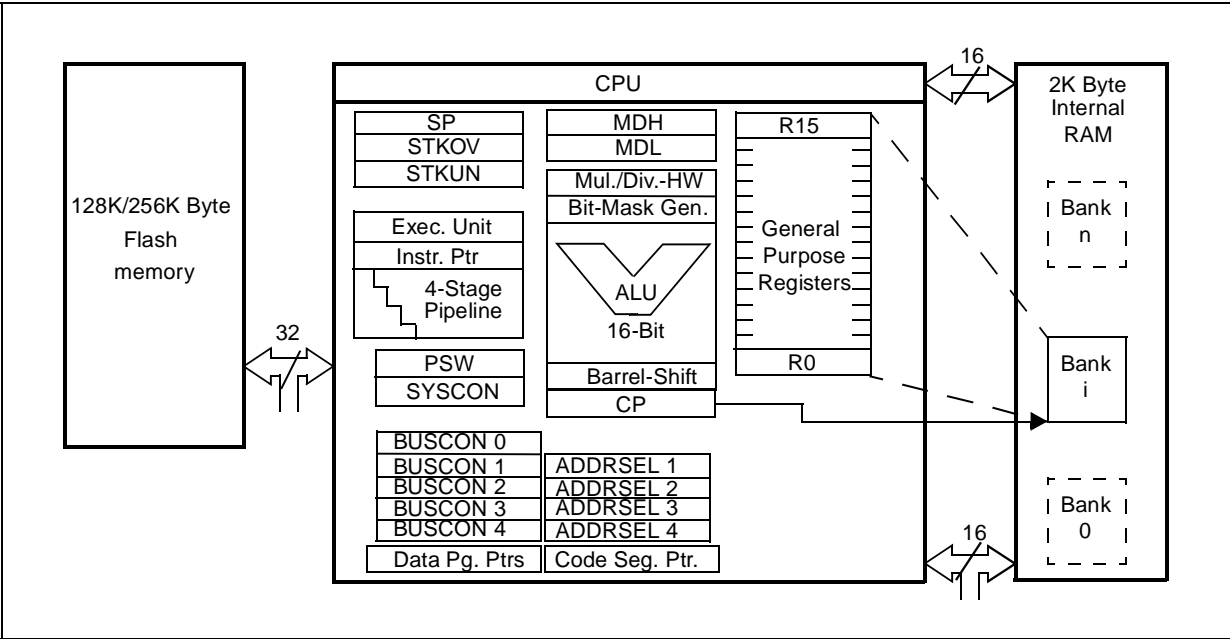 128K/256K Byte
Flash
memory
32
CPU
SP
STKOV
STKUN
Exec. Unit
Instr. Ptr
4-Stage
Pipeline
PSW
SYSCON
BUSCON 0
BUSCON 1
BUSCON 2
BUSCON 3
BUSCON 4
Data Pg. Ptrs
MDH
MDL
Mul./Div.-HW
Bit-Mask Gen.
ALU
16-Bit
Barrel-Shift
CP
ADDRSEL 1
ADDRSEL 2
ADDRSEL 3
ADDRSEL 4
Code Seg. Ptr.
R15
General
Purpose
Registers
R0
16
16
2K Byte
Internal
RAM
Bank
n
Bank
i
Bank
0